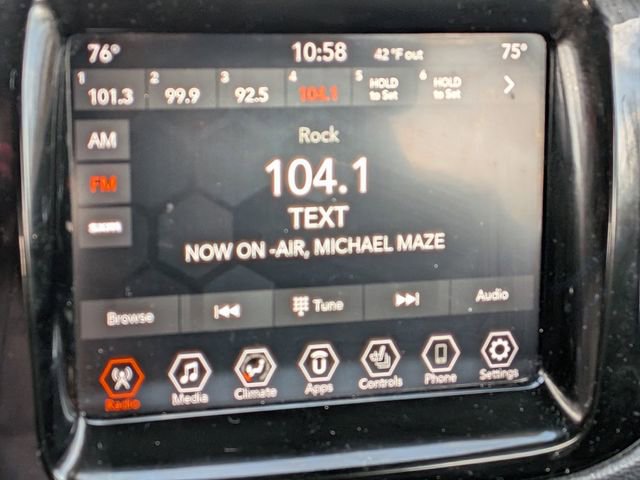 76° 10:58 42°F out 75°
1 101.3 2 99.9 3 92.5 4 104.1 5 HOLD to Set 6 HOLD to Set
AM
Rock
FM
104.1
TEXT
SXM
NOW ON -AIR, MICHAEL MAZE
Browse Tune Audio
Radio Media Climate Apps Controls Phone Settings